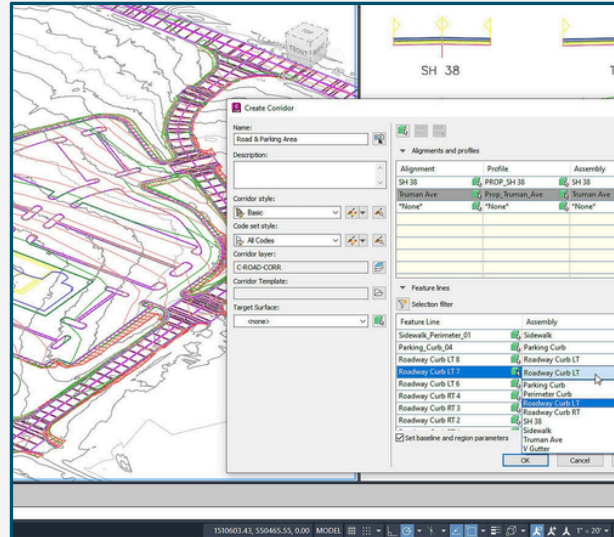 SH 38
T
FRONT
Create Corridor
Name:
Road & Parking Area
Description:
Corridor style:
Basic
Code set style:
All Codes
Corridor layer:
C-ROAD-CORR
Corridor Template:
Target Surface:
<none>
Alignments and profiles
Alignment Profile Assembly
SH 38 PROP_SH 38 SH 38
Truman Ave Prop_Truman_Ave Truman Ave
*None* *None* *None*
Feature lines
Selection filter
Feature Line Assembly
Sidewalk_Perimeter_01 Sidewalk
Parking_Curb_04 Parking Curb
Roadway Curb LT 8 Roadway Curb LT
Roadway Curb LT 7 Roadway Curb LT
Roadway Curb LT 6
Roadway Curb RT 4
Roadway Curb RT 3
Roadway Curb RT 2
Parking Curb
Perimeter Curb
Roadway Curb LT
Roadway Curb RT
SH 38
Sidewalk
Truman Ave
V Gutter
Set baseline and region parameters
OK Cancel
1510603.43, 550465.55, 0.00 MODEL 1" = 20'